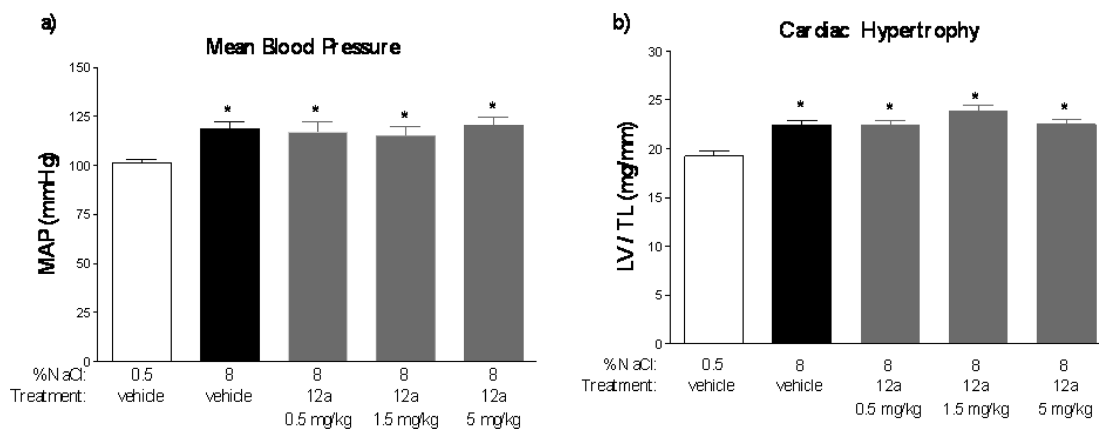 a)
Mean Blood Pressure
150
125
100
75
50
25
0
MAP (mmHg)
* * * *
%NaCl: 0.5 8 8 8 8
Treatment: vehicle vehicle 12a 12a 12a
0.5 mg/kg 1.5 mg/kg 5 mg/kg
b)
Cardiac Hypertrophy
30
25
20
15
10
5
0
LV / TL (mg/mm)
* * * *
%NaCl: 0.5 8 8 8 8
Treatment: vehicle vehicle 12a 12a 12a
0.5 mg/kg 1.5 mg/kg 5 mg/kg